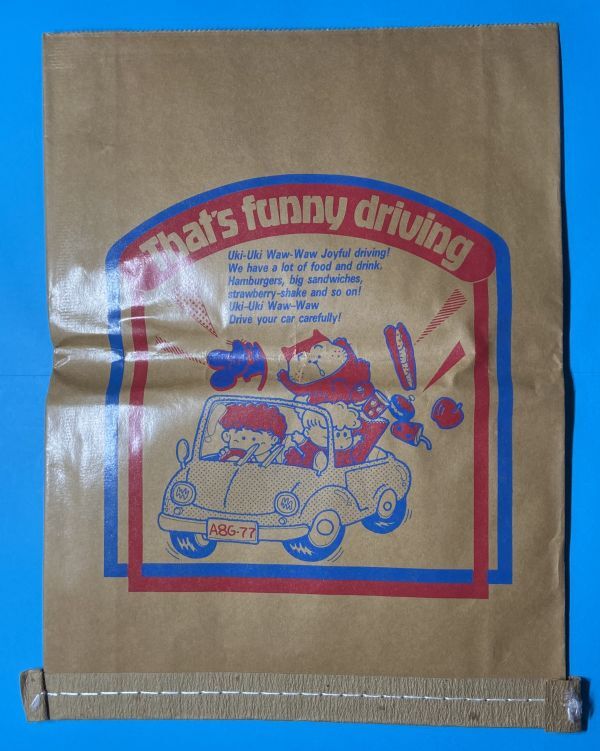 That's funny driving
Uki-Uki Waw-Waw Joyful driving!
We have a lot of food and drink.
Hamburgers, big sandwiches,
strawberry-shake and so on!
Uki-Uki Waw-Waw
Drive your car carefully!
A8G-77